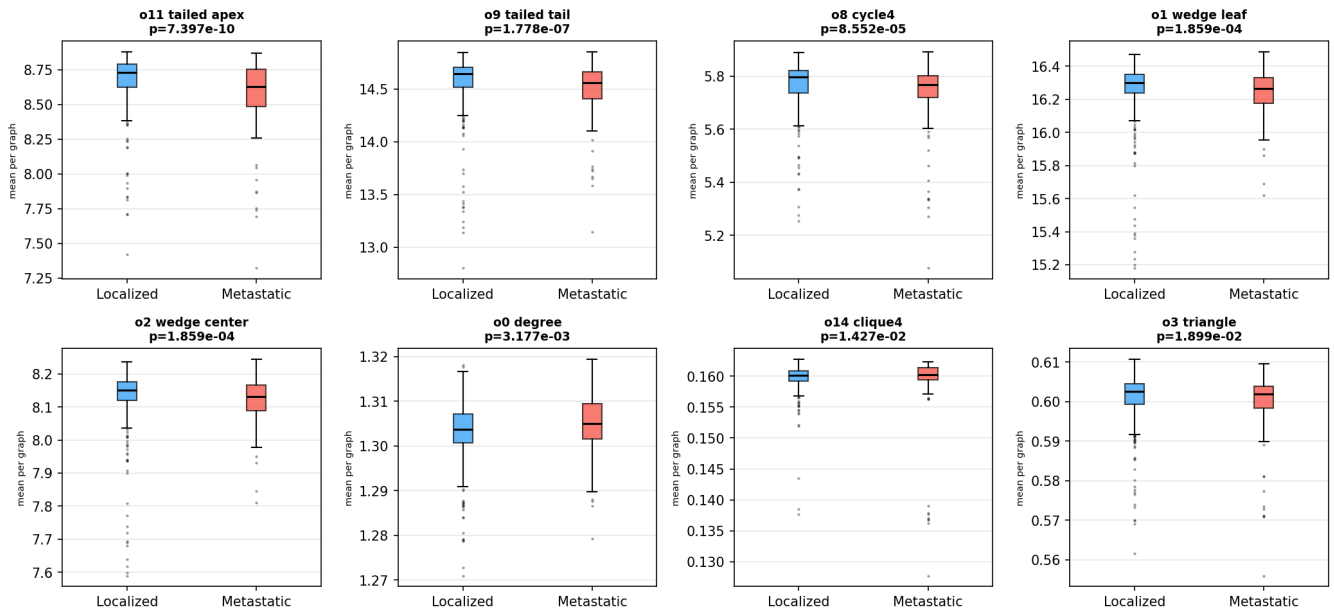 o11 tailed apex
p=7.397e-10
mean per graph
8.75
8.50
8.25
8.00
7.75
7.50
7.25
Localized
Metastatic
o9 tailed tail
p=1.778e-07
mean per graph
14.5
14.0
13.5
13.0
Localized
Metastatic
o8 cycle4
p=8.552e-05
mean per graph
5.8
5.6
5.4
5.2
Localized
Metastatic
o1 wedge leaf
p=1.859e-04
mean per graph
16.4
16.2
16.0
15.8
15.6
15.4
15.2
Localized
Metastatic
o2 wedge center
p=1.859e-04
mean per graph
8.2
8.1
8.0
7.9
7.8
7.7
7.6
Localized
Metastatic
o0 degree
p=3.177e-03
mean per graph
1.32
1.31
1.30
1.29
1.28
1.27
Localized
Metastatic
o14 clique4
p=1.427e-02
mean per graph
0.160
0.155
0.150
0.145
0.140
0.135
0.130
Localized
Metastatic
o3 triangle
p=1.899e-02
mean per graph
0.61
0.60
0.59
0.58
0.57
0.56
Localized
Metastatic